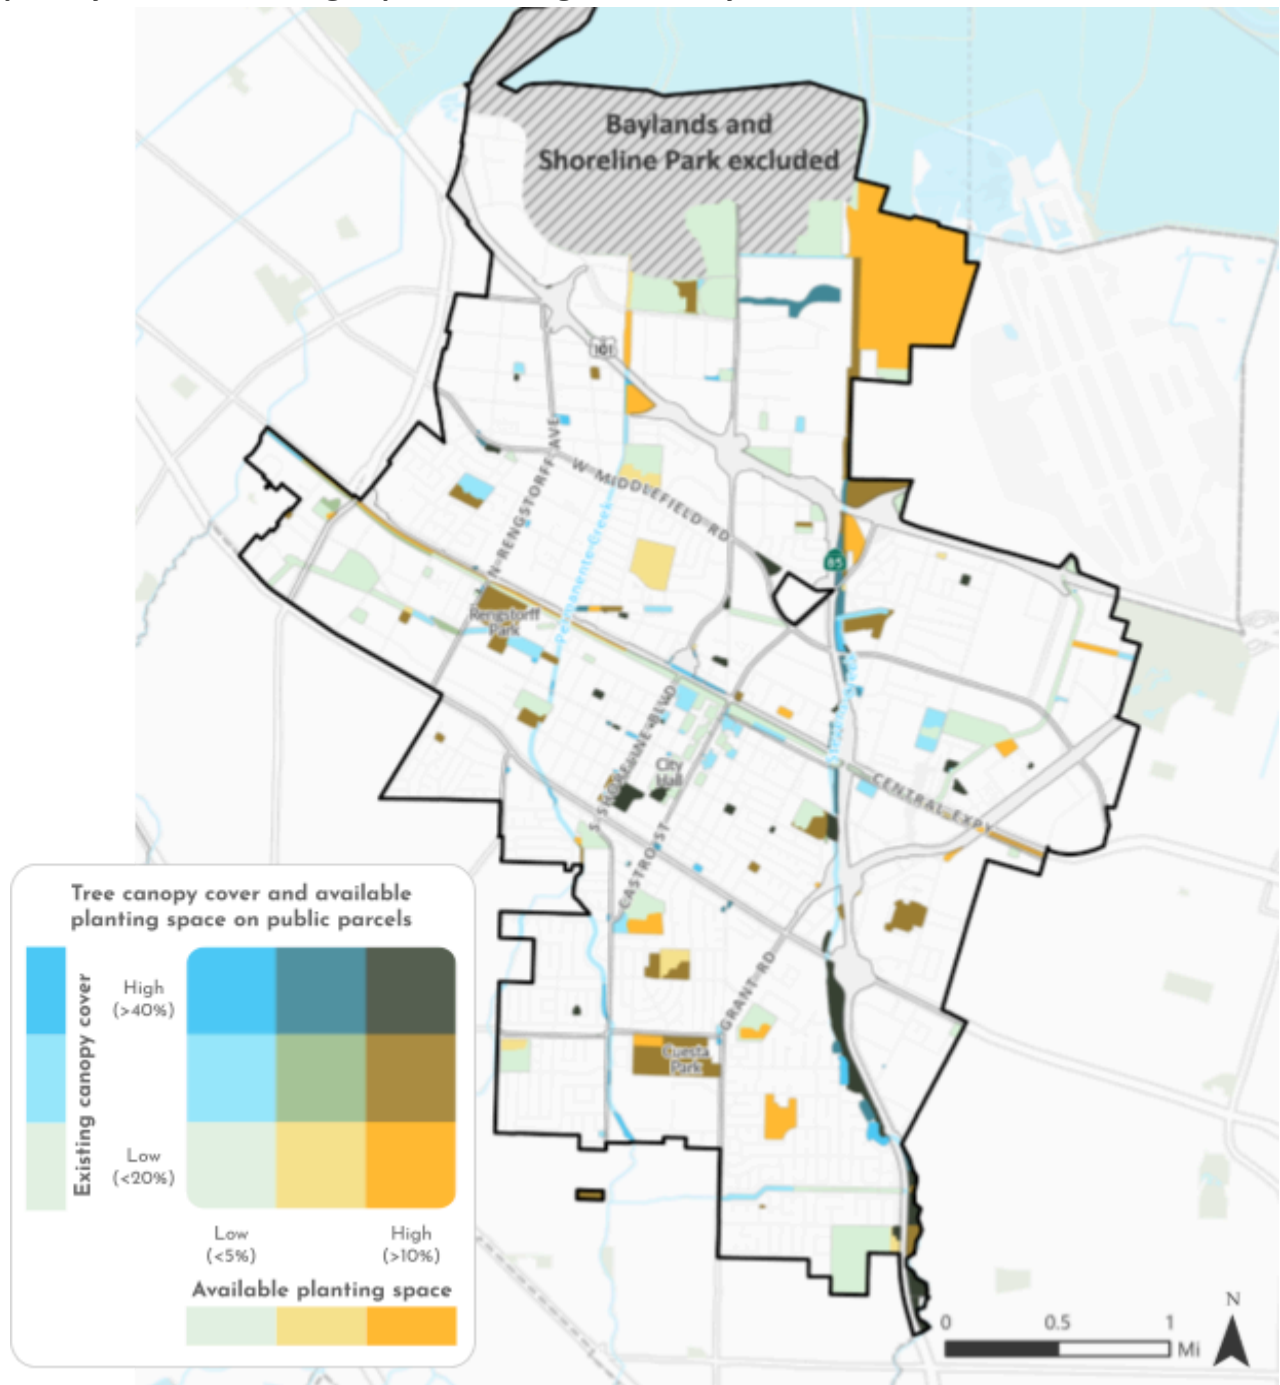 Baylands and
Shoreline Park excluded
101
N RENGSTORFF AVE
W MIDDLEFIELD RD
Permanente Creek
85
Rengstorff
Park
S SHORELINE BLVD
City
Hall
CENTRAL EXPY
CASTRO ST
GRANT RD
Cuesta
Park
Tree canopy cover and available
planting space on public parcels
Existing canopy cover
High
(>40%)
Low
(<20%)
Low
(<5%)
High
(>10%)
Available planting space
N
0 0.5 1
Mi